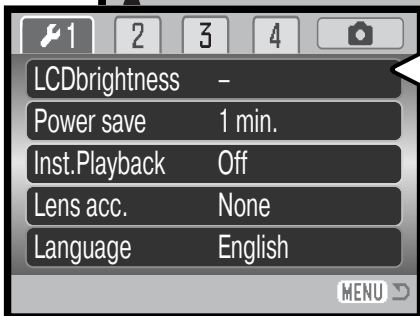 1 2 3 4
LCDbrightness –
Power save 1 min.
Inst.Playback Off
Lens acc. None
Language English
MENU